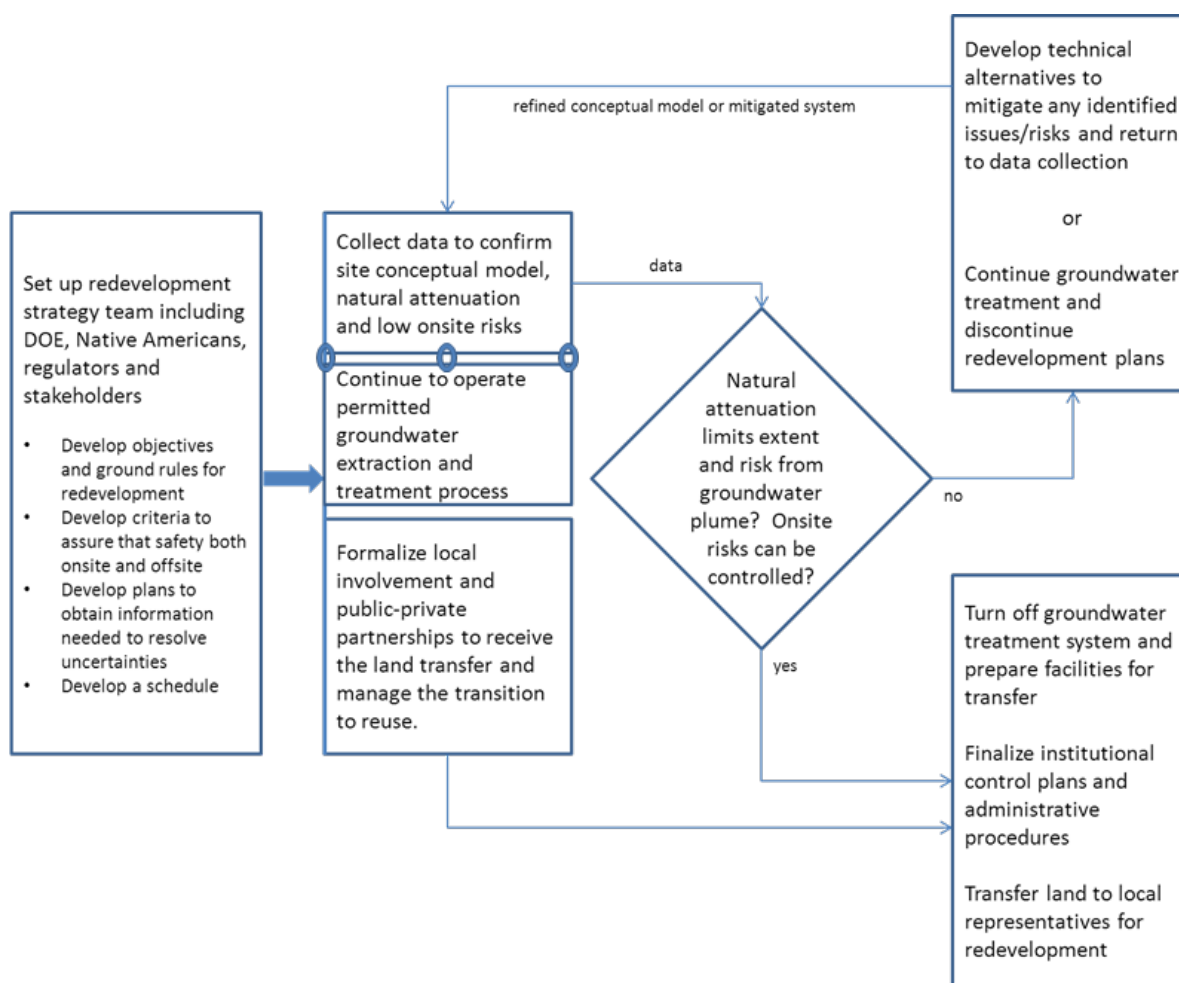 Set up redevelopment
strategy team including
DOE, Native Americans,
regulators and
stakeholders
• Develop objectives
and ground rules for
redevelopment
• Develop criteria to
assure that safety both
onsite and offsite
• Develop plans to
obtain information
needed to resolve
uncertainties
• Develop a schedule
refined conceptual model or mitigated system
Collect data to confirm
site conceptual model,
natural attenuation
and low onsite risks
Continue to operate
permitted
groundwater
extraction and
treatment process
Formalize local
involvement and
public-private
partnerships to receive
the land transfer and
manage the transition
to reuse.
data
Natural
attenuation
limits extent
and risk from
groundwater
plume? Onsite
risks can be
controlled?
no
yes
Develop technical
alternatives to
mitigate any identified
issues/risks and return
to data collection
or
Continue groundwater
treatment and
discontinue
redevelopment plans
Turn off groundwater
treatment system and
prepare facilities for
transfer
Finalize institutional
control plans and
administrative
procedures
Transfer land to local
representatives for
redevelopment